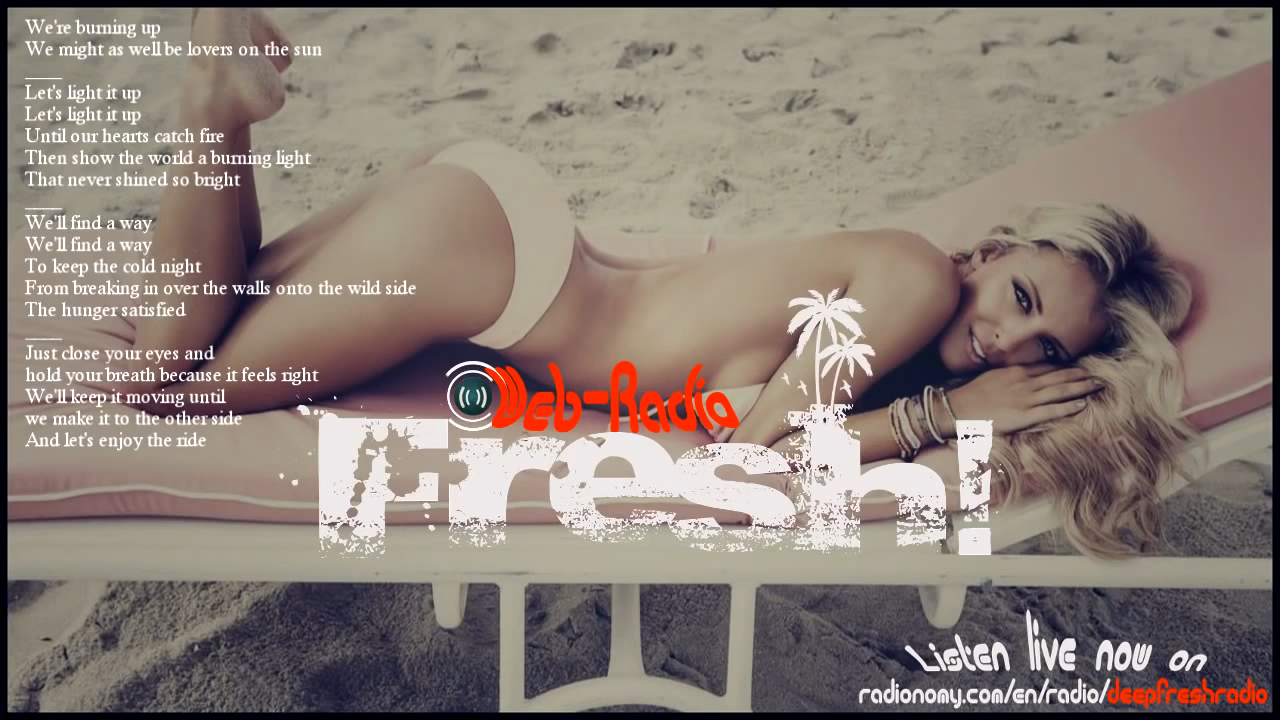 We're burning up
We might as well be lovers on the sun
____
Let's light it up
Let's light it up
Until our hearts catch fire
Then show the world a burning light
That never shined so bright
____
We'll find a way
We'll find a way
To keep the cold night
From breaking in over the walls onto the wild side
The hunger satisfied
____
Just close your eyes and
hold your breath because it feels right
We'll keep it moving until
we make it to the other side
And let's enjoy the ride
Web-Radio
Fresh!
Listen live now on
radionomy.com/en/radio/deepfreshradio